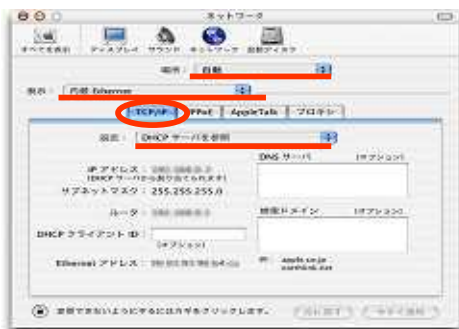 ネットワーク
すべてを表示 ディスプレイ サウンド ネットワーク 起動ディスク
場所： 自動
表示： 内蔵 Ethernet
TCP/IP PPPoE AppleTalk プロキシ
設定： DHCP サーバを参照
DNS サーバ （オプション）
IP アドレス：
（DHCP サーバから割り当てられます）
サブネットマスク： 255.255.255.0
ルータ：
検索ドメイン （オプション）
DHCP クライアント ID：
（オプション）
Ethernet アドレス：
例： apple.co.jp
earthlink.net
変更できないようにするにはカギをクリックします。